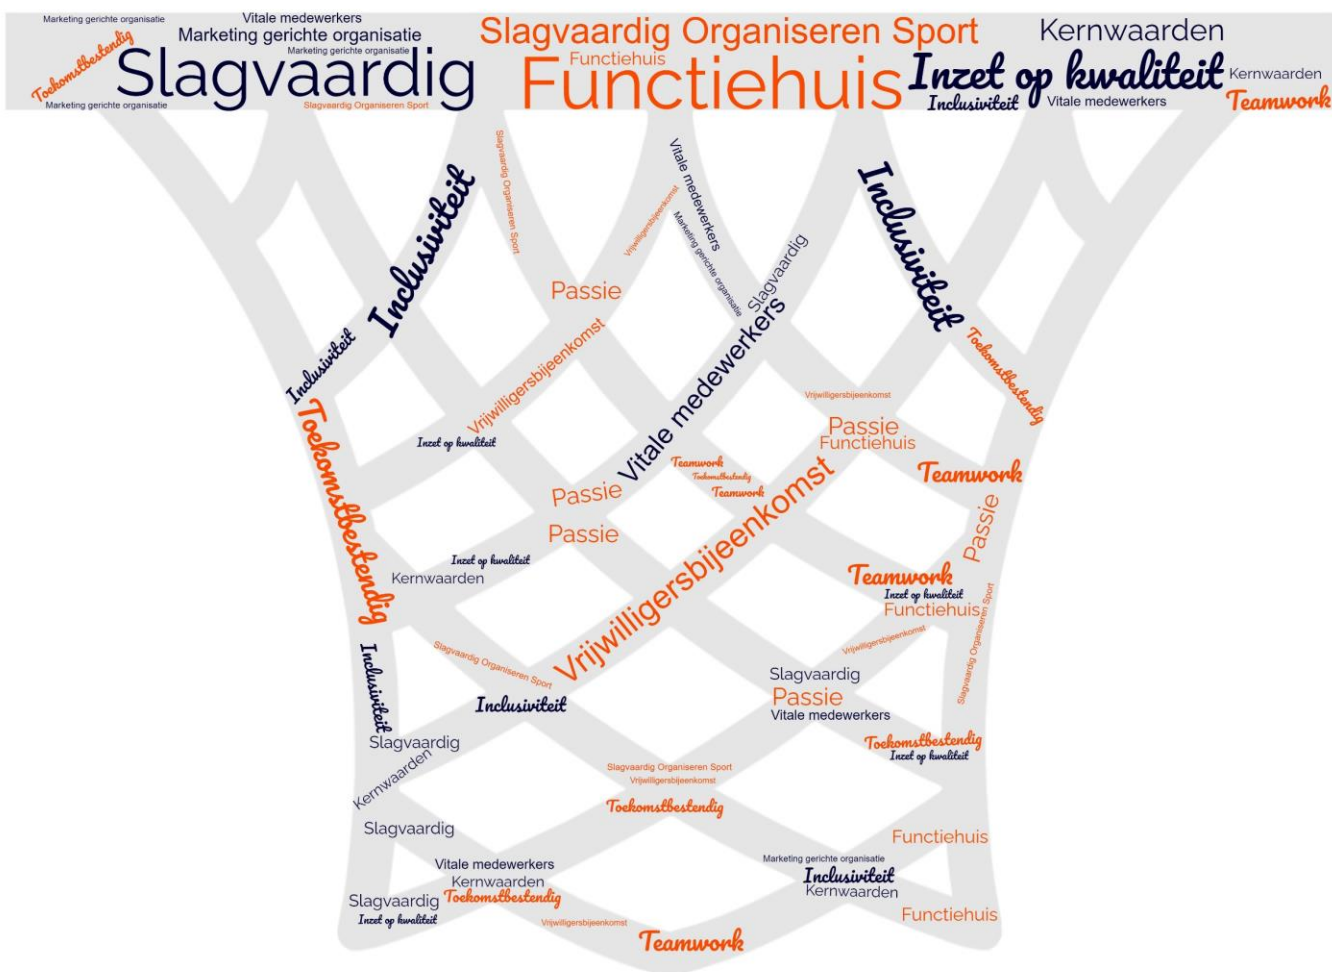 Marketing gerichte organisatie
Vitale medewerkers
Marketing gerichte organisatie
Marketing gerichte organisatie
Toekomstbestendig
Slagvaardig
Marketing gerichte organisatie
Slagvaardig Organiseren Sport
Slagvaardig Organiseren Sport
Functiehuis
Functiehuis
Kernwaarden
Inzet op kwaliteit
Kernwaarden
Inclusiviteit
Vitale medewerkers
Teamwork
Inclusiviteit
Slagvaardig Organiseren Sport
Vrijwilligersbijeenkomst
Vitale medewerkers
Marketing gerichte organisatie
Slagvaardig
Inclusiviteit
Passie
Inclusiviteit
Vrijwilligersbijeenkomst
Vitale medewerkers
Toekomstbestendig
Toekomstbestendig
Inzet op kwaliteit
Vrijwilligersbijeenkomst
Passie
Functiehuis
Teamwork
Toekomstbestendig
Teamwork
Teamwork
Passie
Passie
Passie
Vrijwilligersbijeenkomst
Inzet op kwaliteit
Kernwaarden
Teamwork
Inzet op kwaliteit
Functiehuis
Slagvaardig Organiseren Sport
Vrijwilligersbijeenkomst
Inclusiviteit
Slagvaardig Organiseren Sport
Inclusiviteit
Slagvaardig
Passie
Vitale medewerkers
Slagvaardig
Toekomstbestendig
Inzet op kwaliteit
Kernwaarden
Slagvaardig Organiseren Sport
Vrijwilligersbijeenkomst
Toekomstbestendig
Slagvaardig
Functiehuis
Vitale medewerkers
Kernwaarden
Toekomstbestendig
Marketing gerichte organisatie
Inclusiviteit
Kernwaarden
Slagvaardig
Inzet op kwaliteit
Vrijwilligersbijeenkomst
Functiehuis
Teamwork